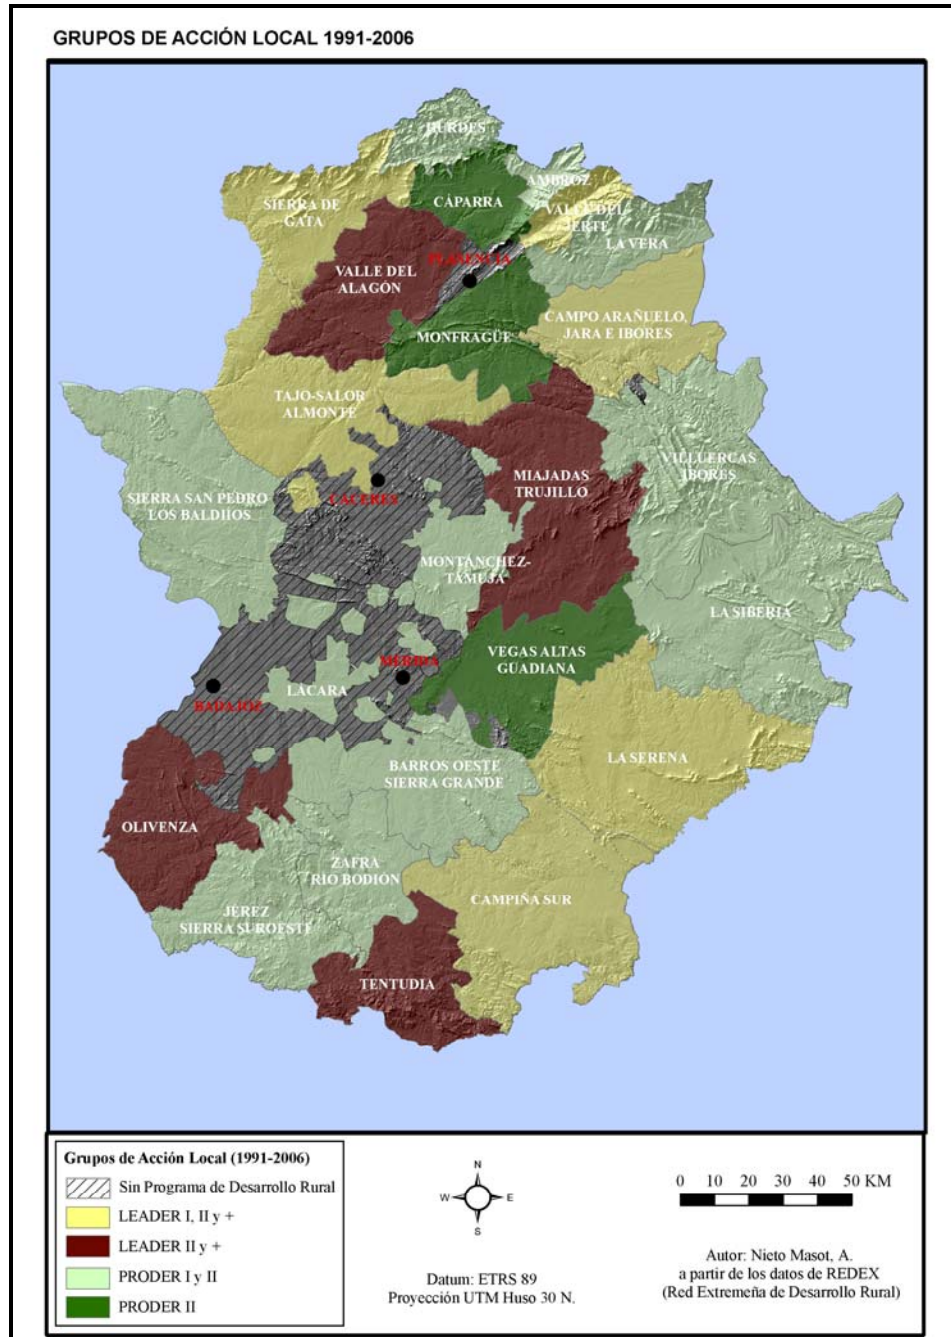 GRUPOS DE ACCIÓN LOCAL 1991-2006
HURDES
AMBROZ
CÁPARRA
SIERRA DE
GATA
VALLE DEL
JERTE
LA VERA
PLASENCIA
VALLE DEL
ALAGÓN
CAMPO ARAÑUELO,
JARA E IBORES
MONFRAGÜE
TAJO-SALOR
ALMONTE
VILLUERCAS
IBORES
MIAJADAS
TRUJILLO
CÁCERES
SIERRA SAN PEDRO
LOS BALDIIOS
MONTÁNCHEZ-
TAMUJA
LA SIBERIA
VEGAS ALTAS
GUADIANA
MÉRIDA
LÁCARA
BADAJOZ
LA SERENA
BARROS OESTE
SIERRA GRANDE
OLIVENZA
ZAFRA
RÍO BODIÓN
CAMPIÑA SUR
JÉREZ
SIERRA SUROESTE
TENTUDIA
Grupos de Acción Local (1991-2006)
Sin Programa de Desarrollo Rural
LEADER I, II y +
LEADER II y +
PRODER I y II
PRODER II
N
W E
S
Datum: ETRS 89
Proyección UTM Huso 30 N.
0 10 20 30 40 50 KM
Autor: Nieto Masot, A.
a partir de los datos de REDEX
(Red Extremeña de Desarrollo Rural)